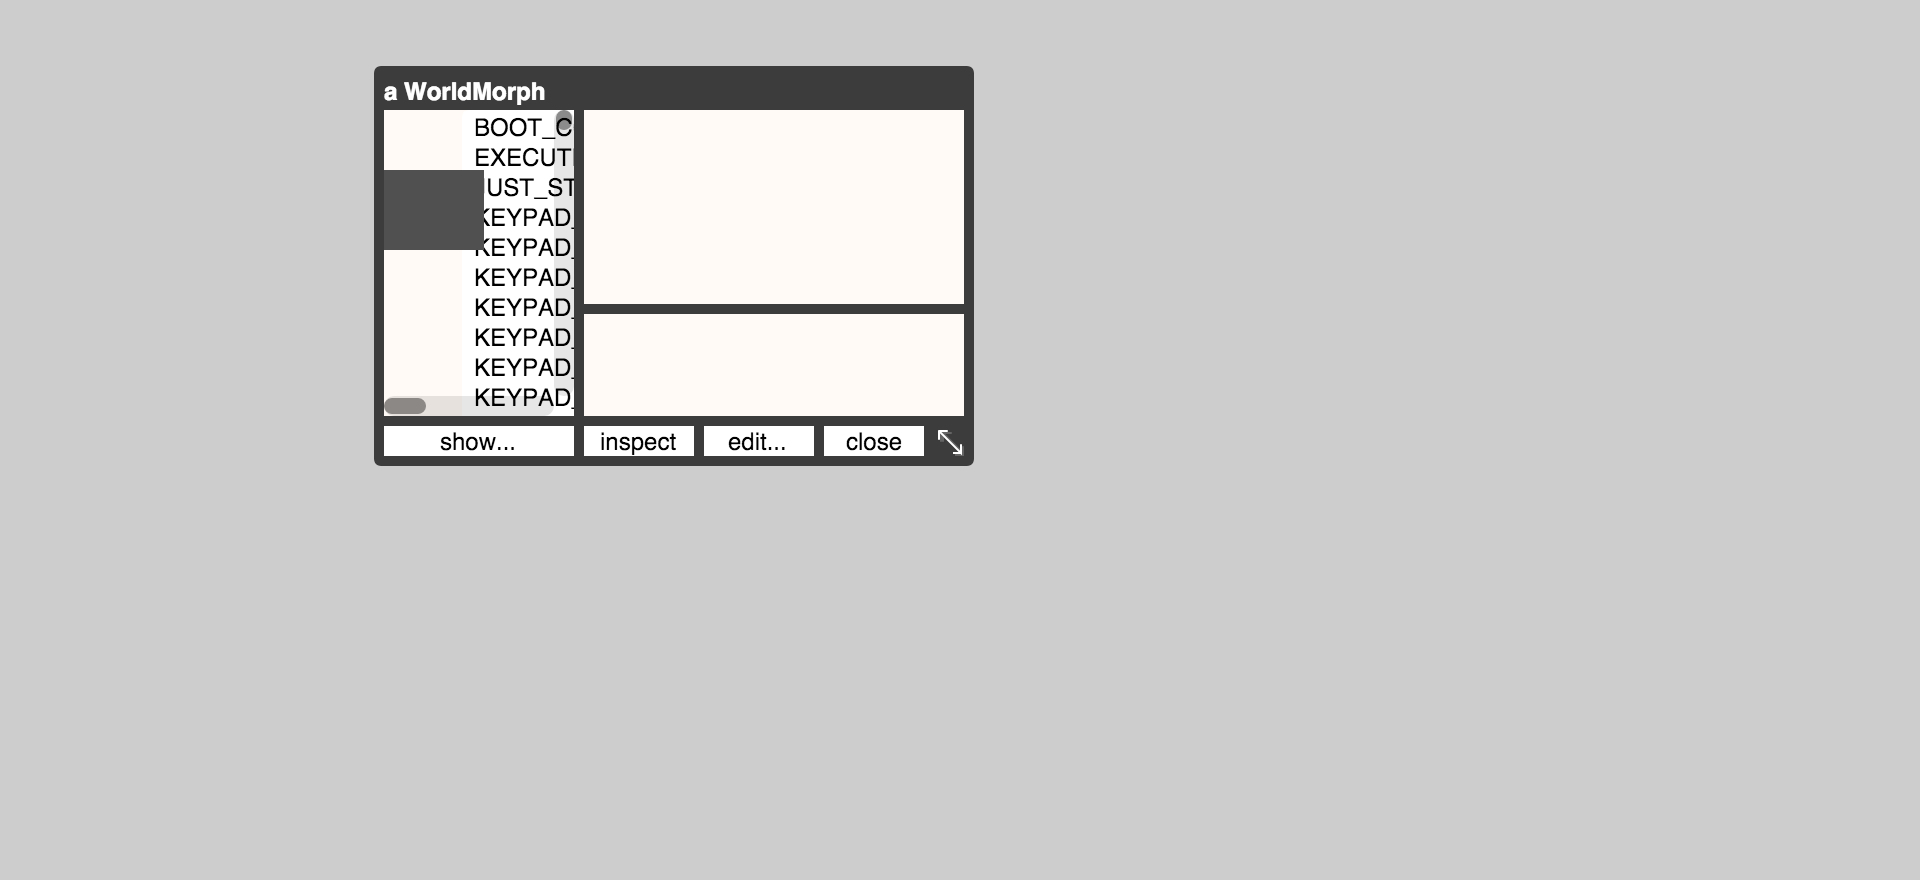 a WorldMorph
BOOT_C
EXECUT
UST_ST
KEYPAD_
KEYPAD_
KEYPAD_
KEYPAD_
KEYPAD_
KEYPAD_
KEYPAD_
show...
inspect
edit...
close